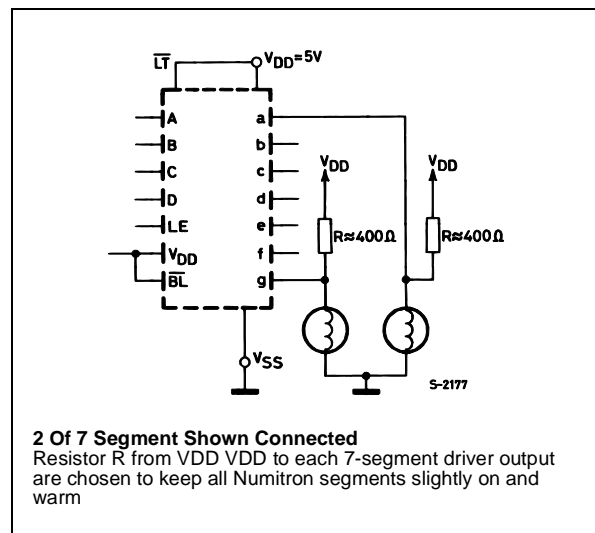 LT VDD=5V
A a
B b
C c VDD VDD
D d
LE e R≈400Ω R≈400Ω
VDD f
BL g
VSS
S-2177
2 Of 7 Segment Shown Connected
Resistor R from VDD VDD to each 7-segment driver output
are chosen to keep all Numitron segments slightly on and
warm